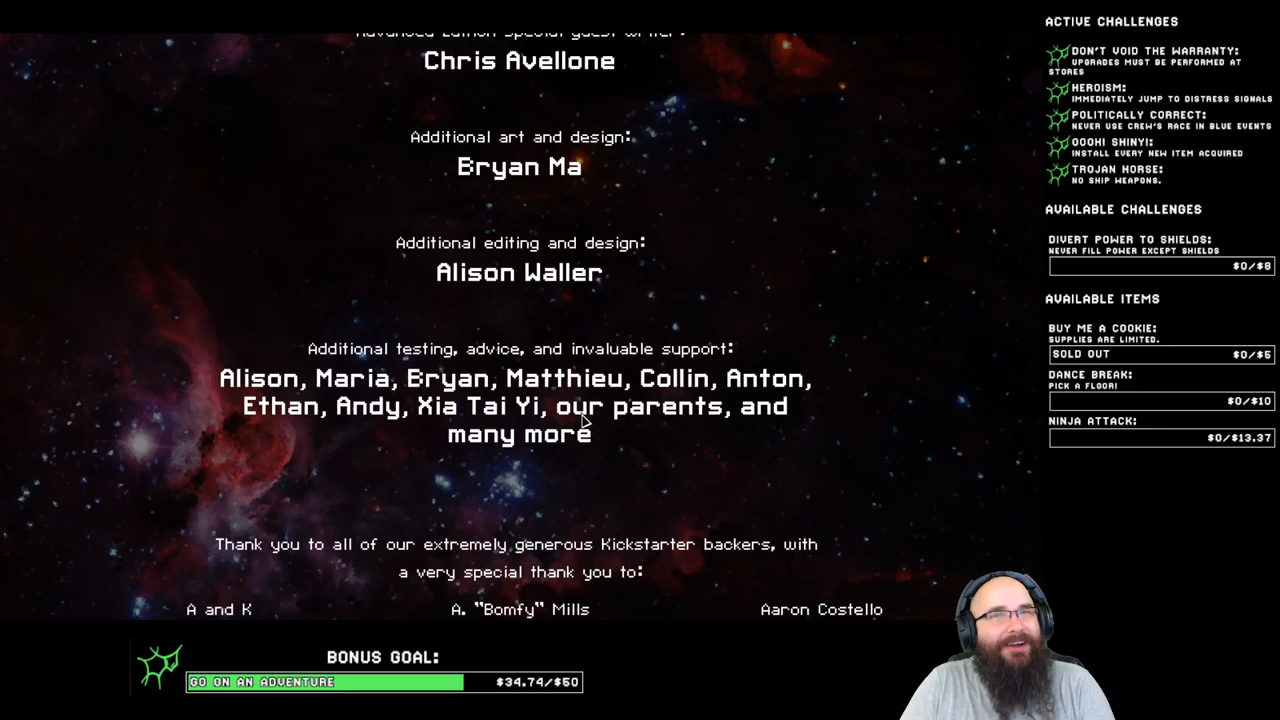 Advanced Edition special guest writer:
Chris Avellone
Additional art and design:
Bryan Ma
Additional editing and design:
Alison Waller
Additional testing, advice, and invaluable support:
Alison, Maria, Bryan, Matthieu, Collin, Anton,
Ethan, Andy, Xia Tai Yi, our parents, and
many more
Thank you to all of our extremely generous Kickstarter backers, with
a very special thank you to:
A and K
A. "Bomfy" Mills
Aaron Costello
BONUS GOAL:
GO ON AN ADVENTURE $34.74/$50
ACTIVE CHALLENGES
DON'T VOID THE WARRANTY:
UPGRADES MUST BE PERFORMED AT
STORES
HEROISM:
IMMEDIATELY JUMP TO DISTRESS SIGNALS
POLITICALLY CORRECT:
NEVER USE CREW'S RACE IN BLUE EVENTS
OOOH! SHINY!:
INSTALL EVERY NEW ITEM ACQUIRED
TROJAN HORSE:
NO SHIP WEAPONS.
AVAILABLE CHALLENGES
DIVERT POWER TO SHIELDS:
NEVER FILL POWER EXCEPT SHIELDS
$0/$8
AVAILABLE ITEMS
BUY ME A COOKIE:
SUPPLIES ARE LIMITED.
SOLD OUT $0/$5
DANCE BREAK:
PICK A FLOOR!
$0/$10
NINJA ATTACK:
$0/$13.37